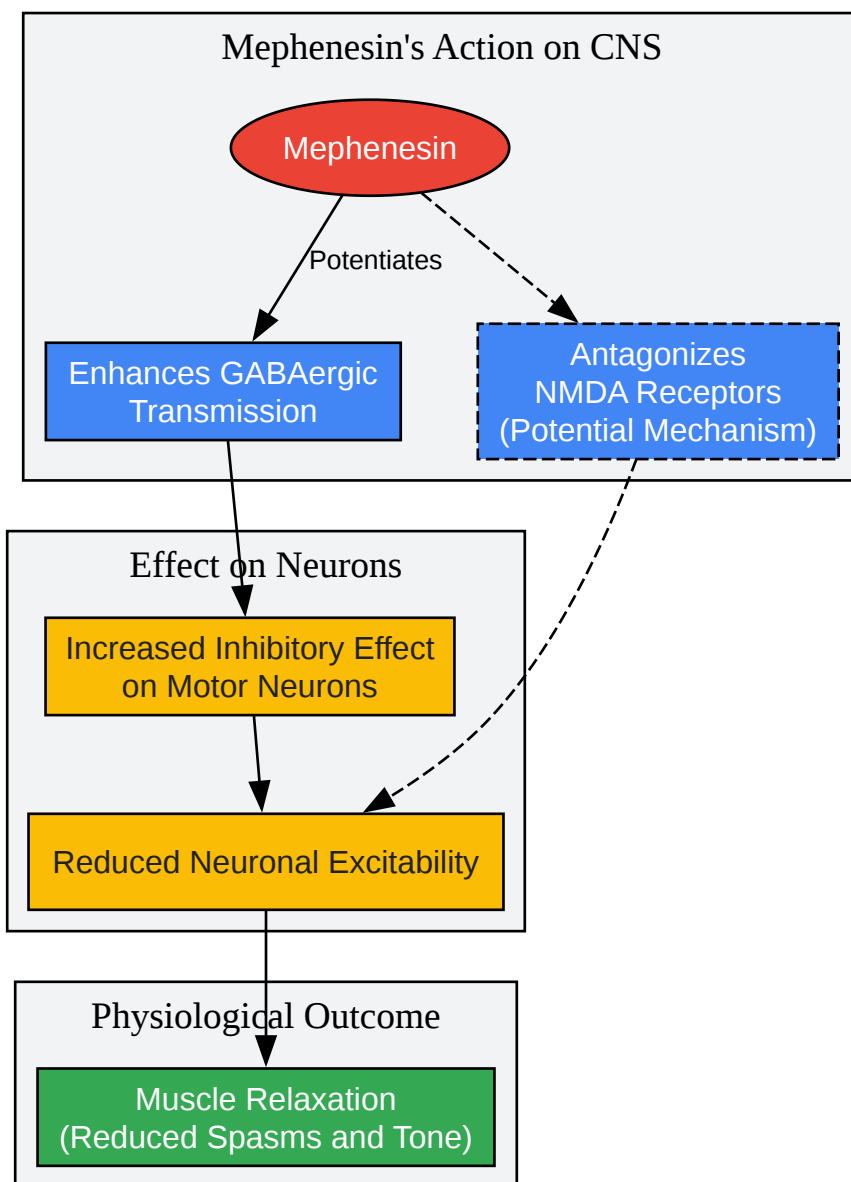 Mephenesin's Action on CNS
Mephenesin
Potentiates
Enhances GABAergic
Transmission
Antagonizes
NMDA Receptors
(Potential Mechanism)
Effect on Neurons
Increased Inhibitory Effect
on Motor Neurons
Reduced Neuronal Excitability
Physiological Outcome
Muscle Relaxation
(Reduced Spasms and Tone)